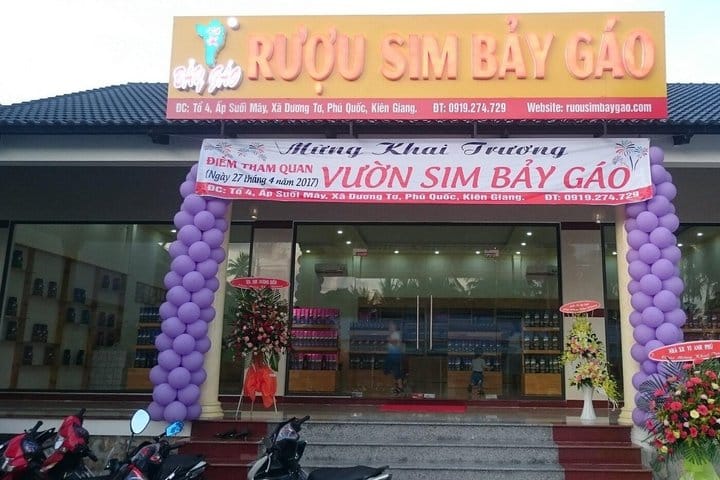 BẢY GÁO
RƯỢU SIM BẢY GÁO
ĐC: Tổ 4, Ấp Suối Mây, Xã Dương Tơ, Phú Quốc, Kiên Giang. ĐT: 0919.274.729 Website: ruousimbaygao.com
Mừng Khai Trương
ĐIỂM THAM QUAN
(Ngày 27 tháng 4 năm 2017)
VƯỜN SIM BẢY GÁO
ĐC: Tổ 4, Ấp Suối Mây, Xã Dương Tơ, Phú Quốc, Kiên Giang. ĐT: 0919.274.729